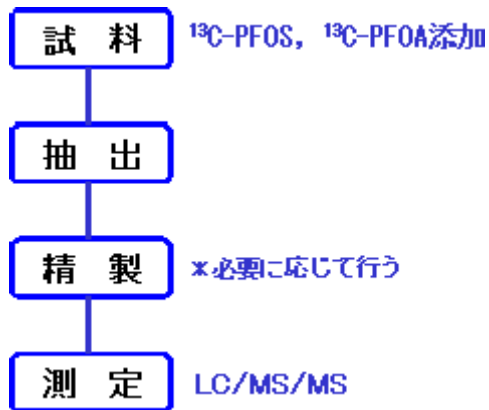 試 料 ¹³C-PFOS, ¹³C-PFOA添加
抽 出
精 製 *必要に応じて行う
測 定 LC/MS/MS